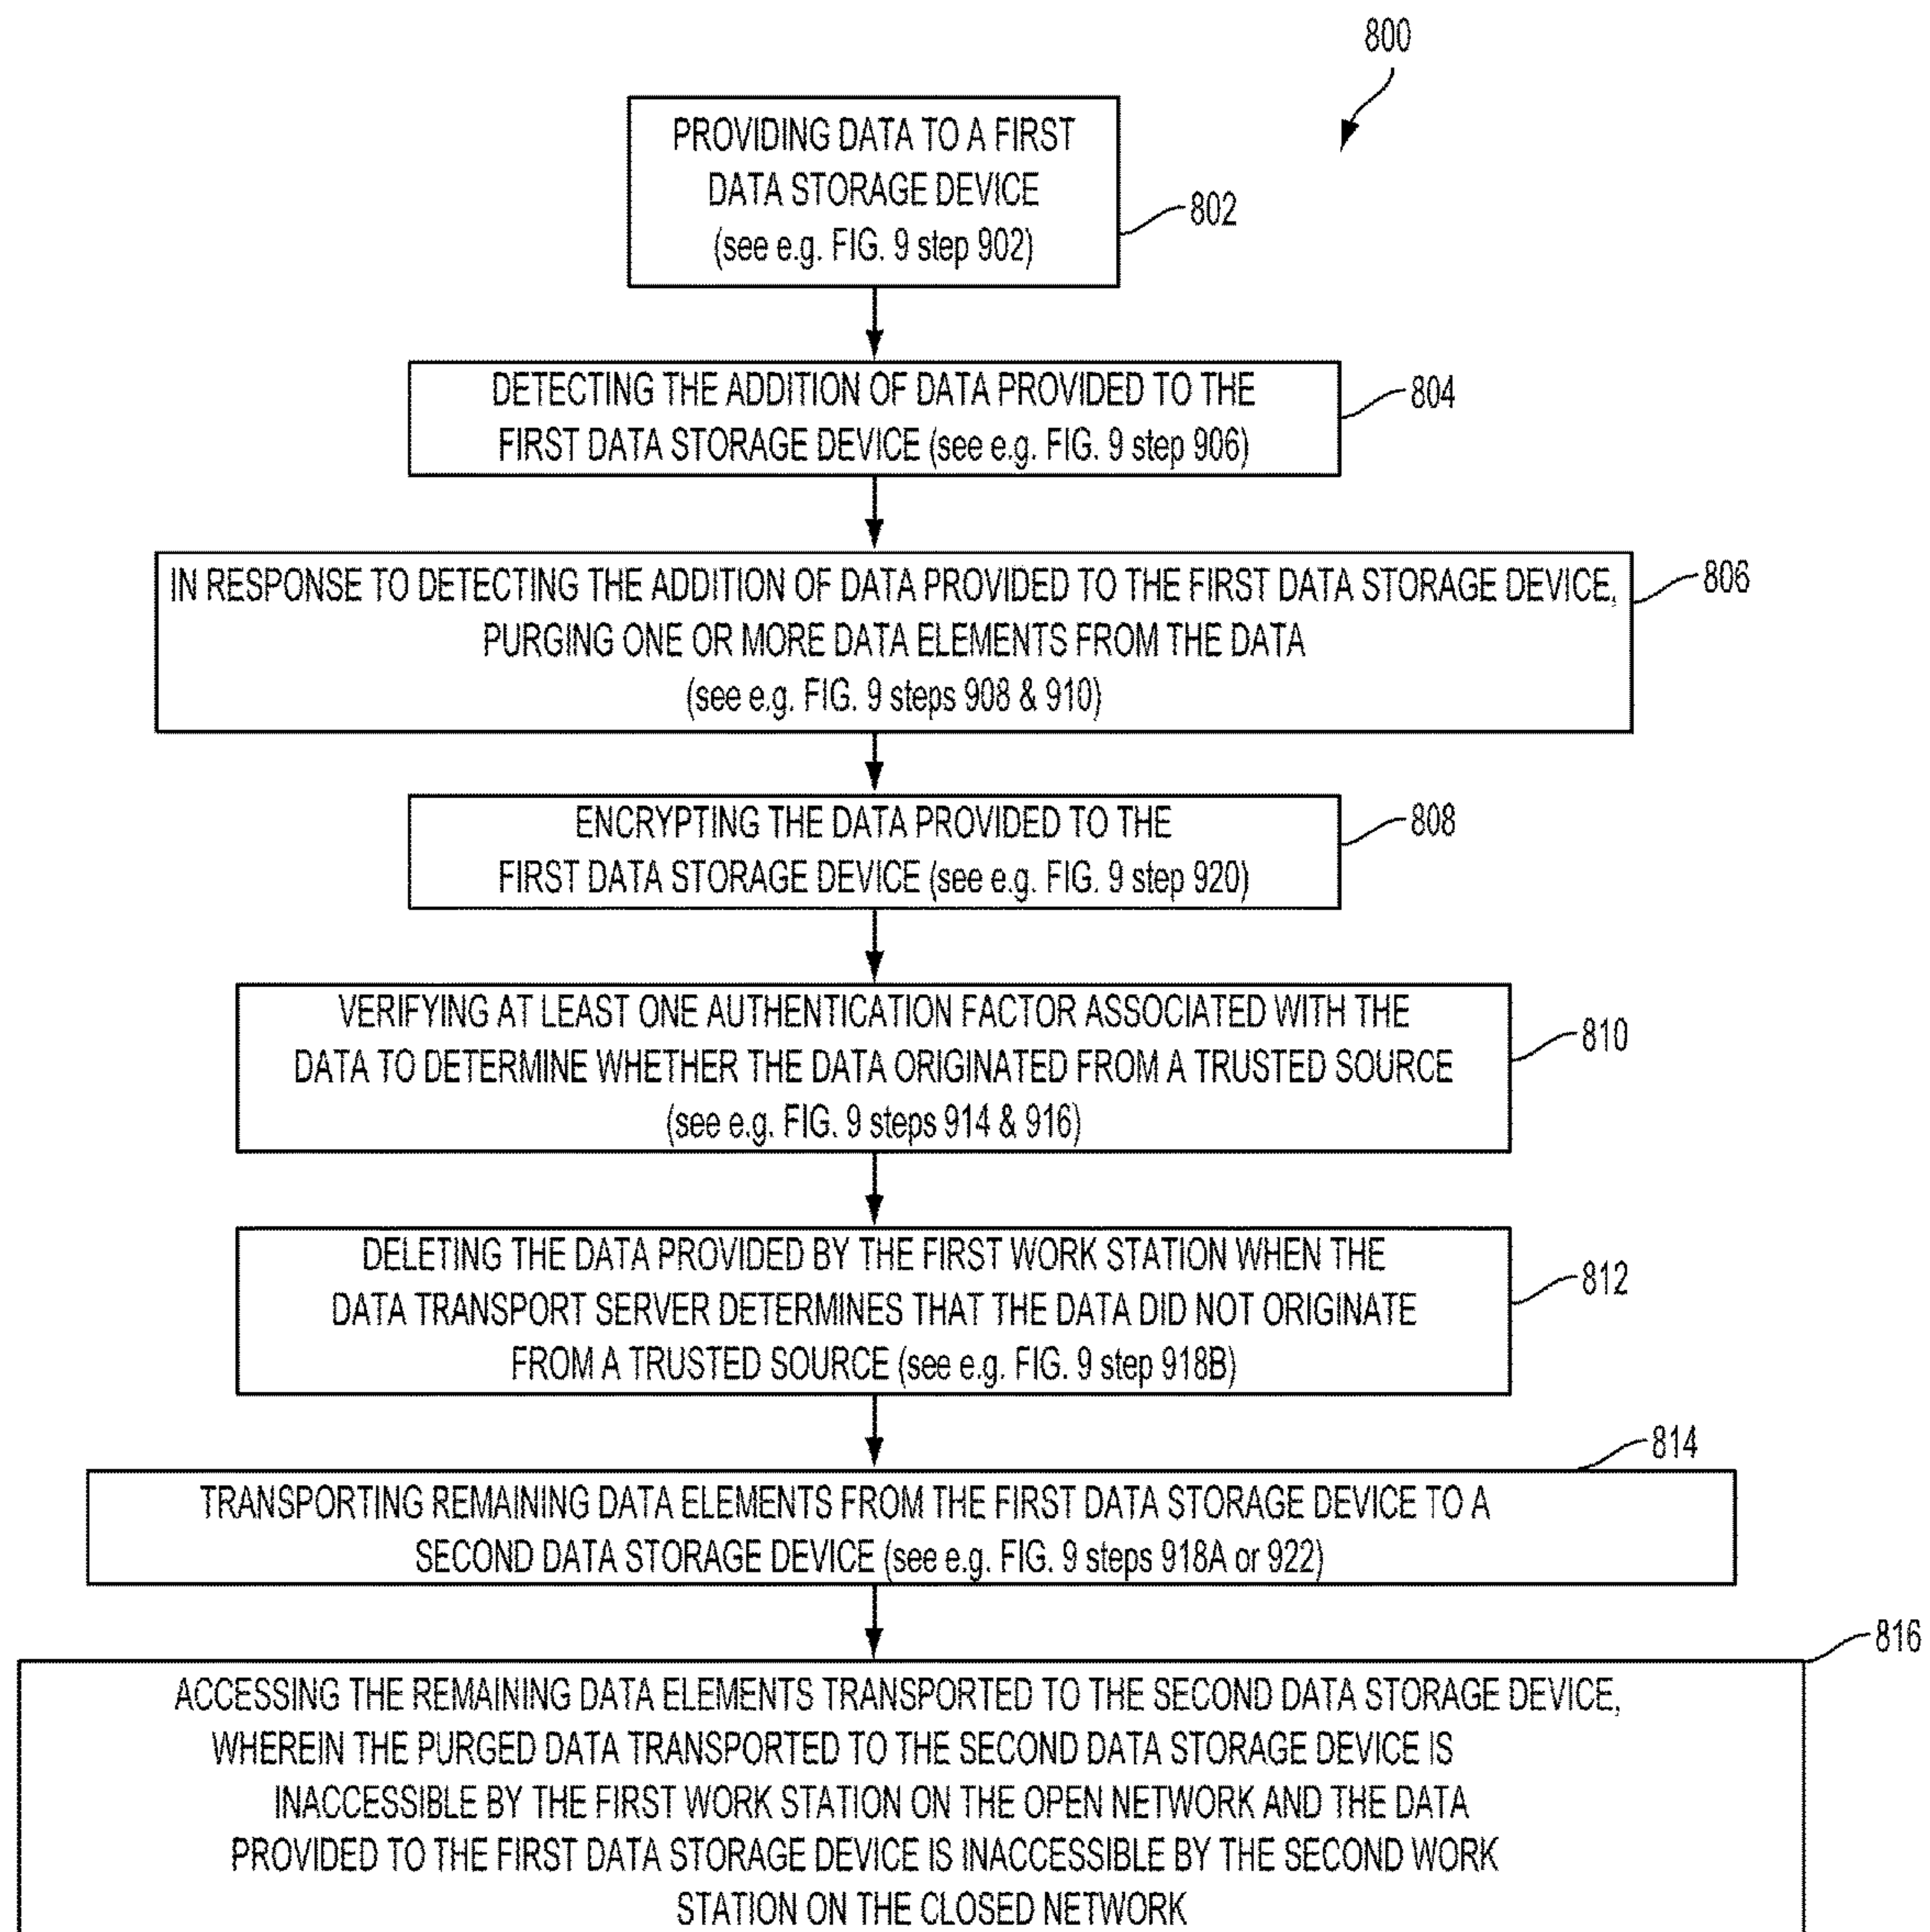 800
PROVIDING DATA TO A FIRST
DATA STORAGE DEVICE
(see e.g. FIG. 9 step 902)
802
DETECTING THE ADDITION OF DATA PROVIDED TO THE
FIRST DATA STORAGE DEVICE (see e.g. FIG. 9 step 906)
804
IN RESPONSE TO DETECTING THE ADDITION OF DATA PROVIDED TO THE FIRST DATA STORAGE DEVICE,
PURGING ONE OR MORE DATA ELEMENTS FROM THE DATA
(see e.g. FIG. 9 steps 908 & 910)
806
ENCRYPTING THE DATA PROVIDED TO THE
FIRST DATA STORAGE DEVICE (see e.g. FIG. 9 step 920)
808
VERIFYING AT LEAST ONE AUTHENTICATION FACTOR ASSOCIATED WITH THE
DATA TO DETERMINE WHETHER THE DATA ORIGINATED FROM A TRUSTED SOURCE
(see e.g. FIG. 9 steps 914 & 916)
810
DELETING THE DATA PROVIDED BY THE FIRST WORK STATION WHEN THE
DATA TRANSPORT SERVER DETERMINES THAT THE DATA DID NOT ORIGINATE
FROM A TRUSTED SOURCE (see e.g. FIG. 9 step 918B)
812
814
TRANSPORTING REMAINING DATA ELEMENTS FROM THE FIRST DATA STORAGE DEVICE TO A
SECOND DATA STORAGE DEVICE (see e.g. FIG. 9 steps 918A or 922)
816
ACCESSING THE REMAINING DATA ELEMENTS TRANSPORTED TO THE SECOND DATA STORAGE DEVICE,
WHEREIN THE PURGED DATA TRANSPORTED TO THE SECOND DATA STORAGE DEVICE IS
INACCESSIBLE BY THE FIRST WORK STATION ON THE OPEN NETWORK AND THE DATA
PROVIDED TO THE FIRST DATA STORAGE DEVICE IS INACCESSIBLE BY THE SECOND WORK
STATION ON THE CLOSED NETWORK